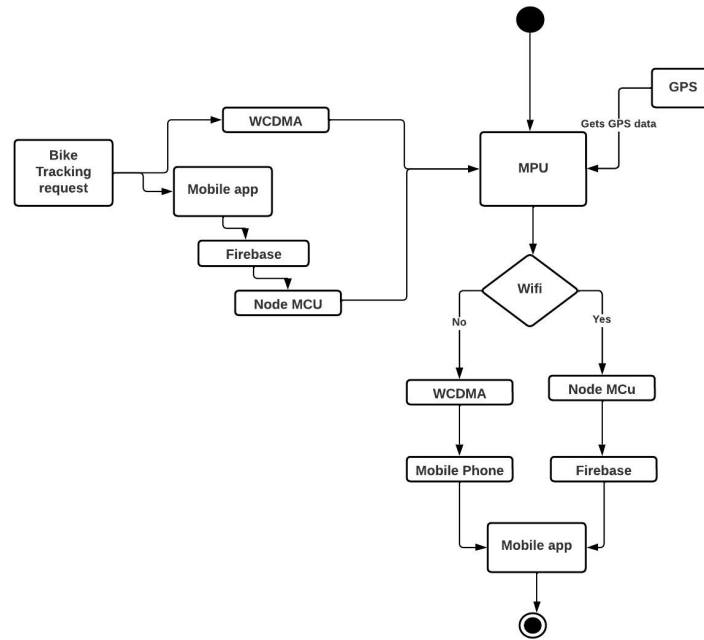 GPS
Gets GPS data
WCDMA
MPU
Bike
Tracking
request
Mobile app
Firebase
Node MCU
Wifi
No
Yes
WCDMA
Node MCu
Mobile Phone
Firebase
Mobile app